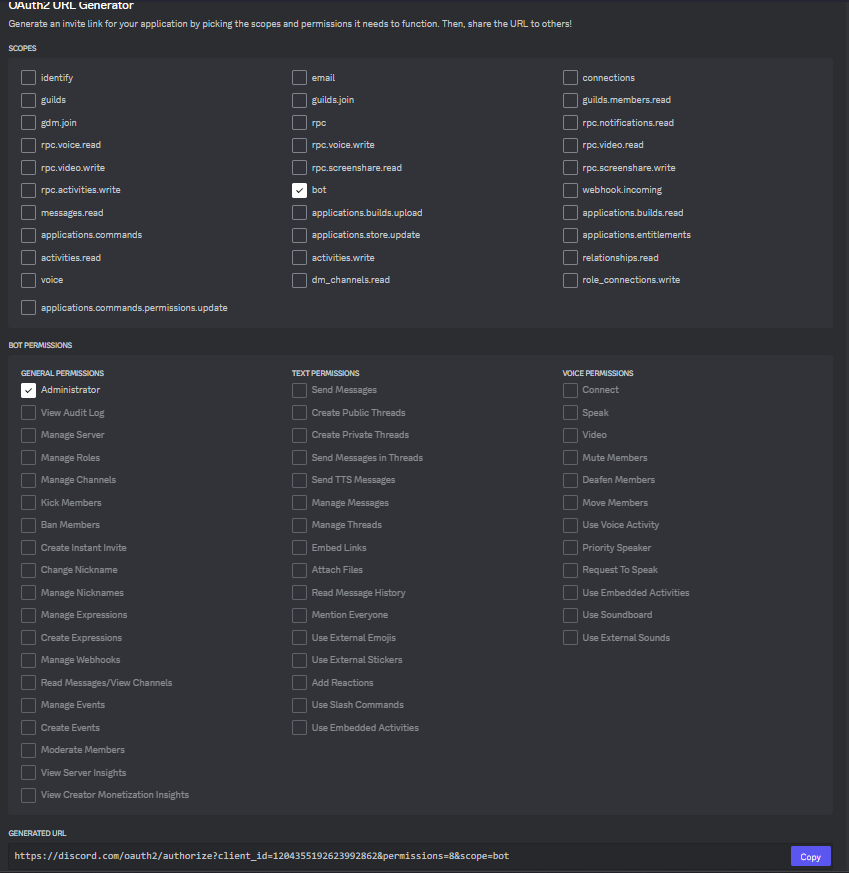 OAuth2 URL Generator
Generate an invite link for your application by picking the scopes and permissions it needs to function. Then, share the URL to others!
SCOPES
identify email connections
guilds guilds.join guilds.members.read
gdm.join rpc rpc.notifications.read
rpc.voice.read rpc.voice.write rpc.video.read
rpc.video.write rpc.screenshare.read rpc.screenshare.write
rpc.activities.write bot webhook.incoming
messages.read applications.builds.upload applications.builds.read
applications.commands applications.store.update applications.entitlements
activities.read activities.write relationships.read
voice dm_channels.read role_connections.write
applications.commands.permissions.update
BOT PERMISSIONS
GENERAL PERMISSIONS
Administrator
View Audit Log
Manage Server
Manage Roles
Manage Channels
Kick Members
Ban Members
Create Instant Invite
Change Nickname
Manage Nicknames
Manage Expressions
Create Expressions
Manage Webhooks
Read Messages/View Channels
Manage Events
Create Events
Moderate Members
View Server Insights
View Creator Monetization Insights
TEXT PERMISSIONS
Send Messages
Create Public Threads
Create Private Threads
Send Messages in Threads
Send TTS Messages
Manage Messages
Manage Threads
Embed Links
Attach Files
Read Message History
Mention Everyone
Use External Emojis
Use External Stickers
Add Reactions
Use Slash Commands
Use Embedded Activities
VOICE PERMISSIONS
Connect
Speak
Video
Mute Members
Deafen Members
Move Members
Use Voice Activity
Priority Speaker
Request To Speak
Use Embedded Activities
Use Soundboard
Use External Sounds
GENERATED URL
https://discord.com/oauth2/authorize?client_id=1204355192623992862&permissions=8&scope=bot Copy